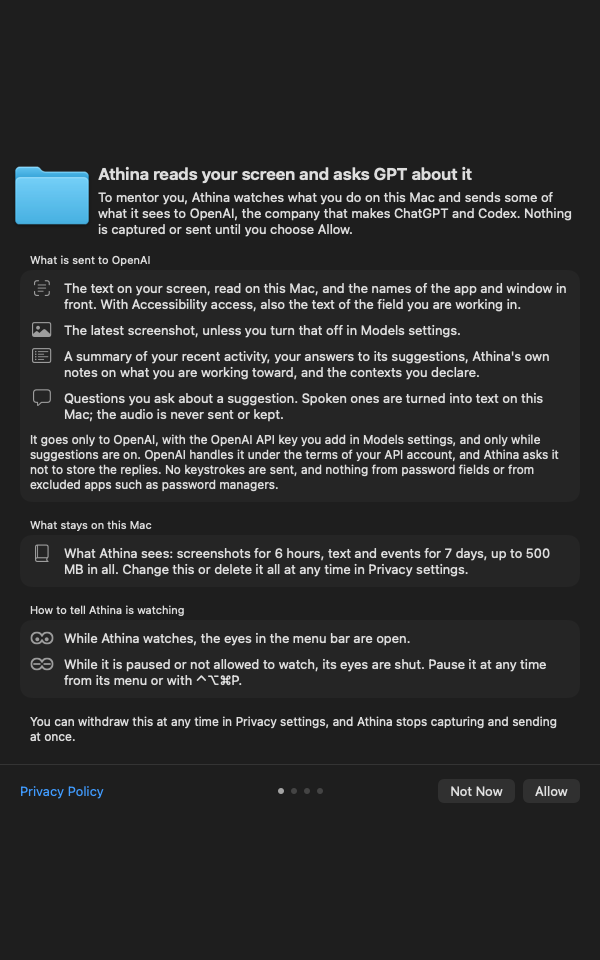 Athina reads your screen and asks GPT about it
To mentor you, Athina watches what you do on this Mac and sends some of
what it sees to OpenAI, the company that makes ChatGPT and Codex. Nothing
is captured or sent until you choose Allow.
What is sent to OpenAI
The text on your screen, read on this Mac, and the names of the app and window in
front. With Accessibility access, also the text of the field you are working in.
The latest screenshot, unless you turn that off in Models settings.
A summary of your recent activity, your answers to its suggestions, Athina's own
notes on what you are working toward, and the contexts you declare.
Questions you ask about a suggestion. Spoken ones are turned into text on this
Mac; the audio is never sent or kept.
It goes only to OpenAI, with the OpenAI API key you add in Models settings, and only while
suggestions are on. OpenAI handles it under the terms of your API account, and Athina asks it
not to store the replies. No keystrokes are sent, and nothing from password fields or from
excluded apps such as password managers.
What stays on this Mac
What Athina sees: screenshots for 6 hours, text and events for 7 days, up to 500
MB in all. Change this or delete it all at any time in Privacy settings.
How to tell Athina is watching
While Athina watches, the eyes in the menu bar are open.
While it is paused or not allowed to watch, its eyes are shut. Pause it at any time
from its menu or with ⌃⌥⌘P.
You can withdraw this at any time in Privacy settings, and Athina stops capturing and sending
at once.
Privacy Policy
Not Now
Allow